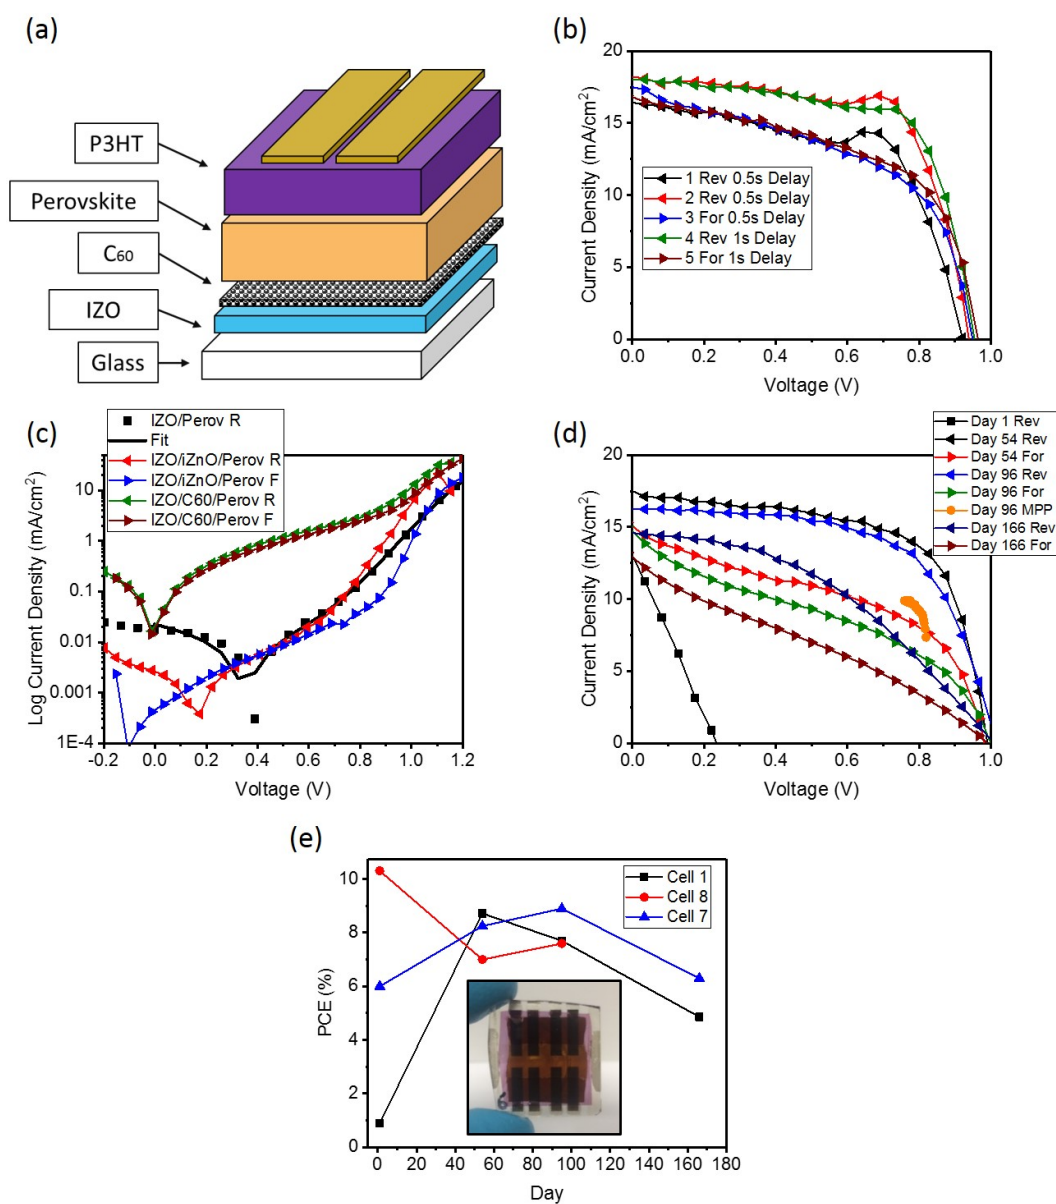 (a)
P3HT
Perovskite
C₆₀
IZO
Glass
(b)
20
15
10
5
0
0.0 0.2 0.4 0.6 0.8 1.0
Current Density (mA/cm²)
Voltage (V)
1 Rev 0.5s Delay
2 Rev 0.5s Delay
3 For 0.5s Delay
4 Rev 1s Delay
5 For 1s Delay
(c)
IZO/Perov R
Fit
IZO/iZnO/Perov R
IZO/iZnO/Perov F
IZO/C60/Perov R
IZO/C60/Perov F
10
1
0.1
0.01
0.001
1E-4
-0.2 0.0 0.2 0.4 0.6 0.8 1.0 1.2
Log Current Density (mA/cm²)
Voltage (V)
(d)
20
15
10
5
0
0.0 0.2 0.4 0.6 0.8 1.0
Current Density (mA/cm²)
Voltage (V)
Day 1 Rev
Day 54 Rev
Day 54 For
Day 96 Rev
Day 96 For
Day 96 MPP
Day 166 Rev
Day 166 For
(e)
10
8
6
4
2
0
0 20 40 60 80 100 120 140 160 180
PCE (%)
Day
Cell 1
Cell 8
Cell 7
6